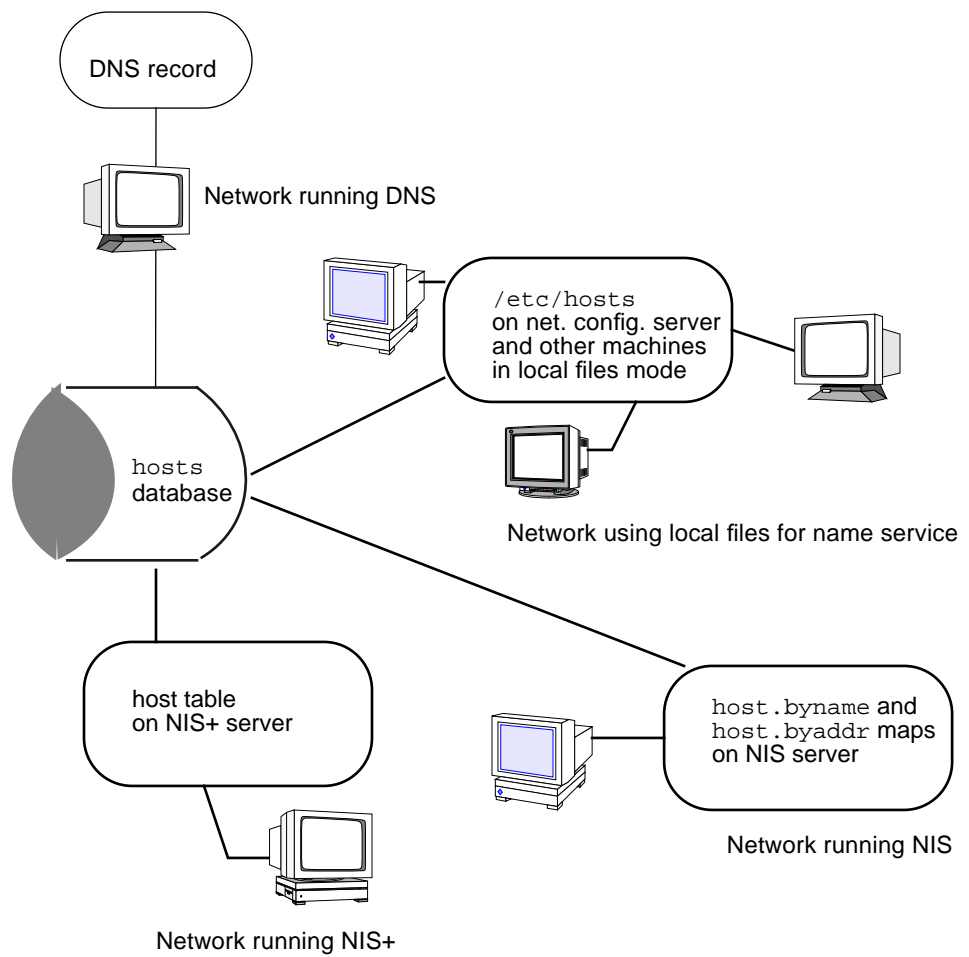 DNS record
Network running DNS
/etc/hosts
on net. config. server
and other machines
in local files mode
hosts
database
Network using local files for name service
host table
on NIS+ server
host.byname and
host.byaddr maps
on NIS server
Network running NIS
Network running NIS+